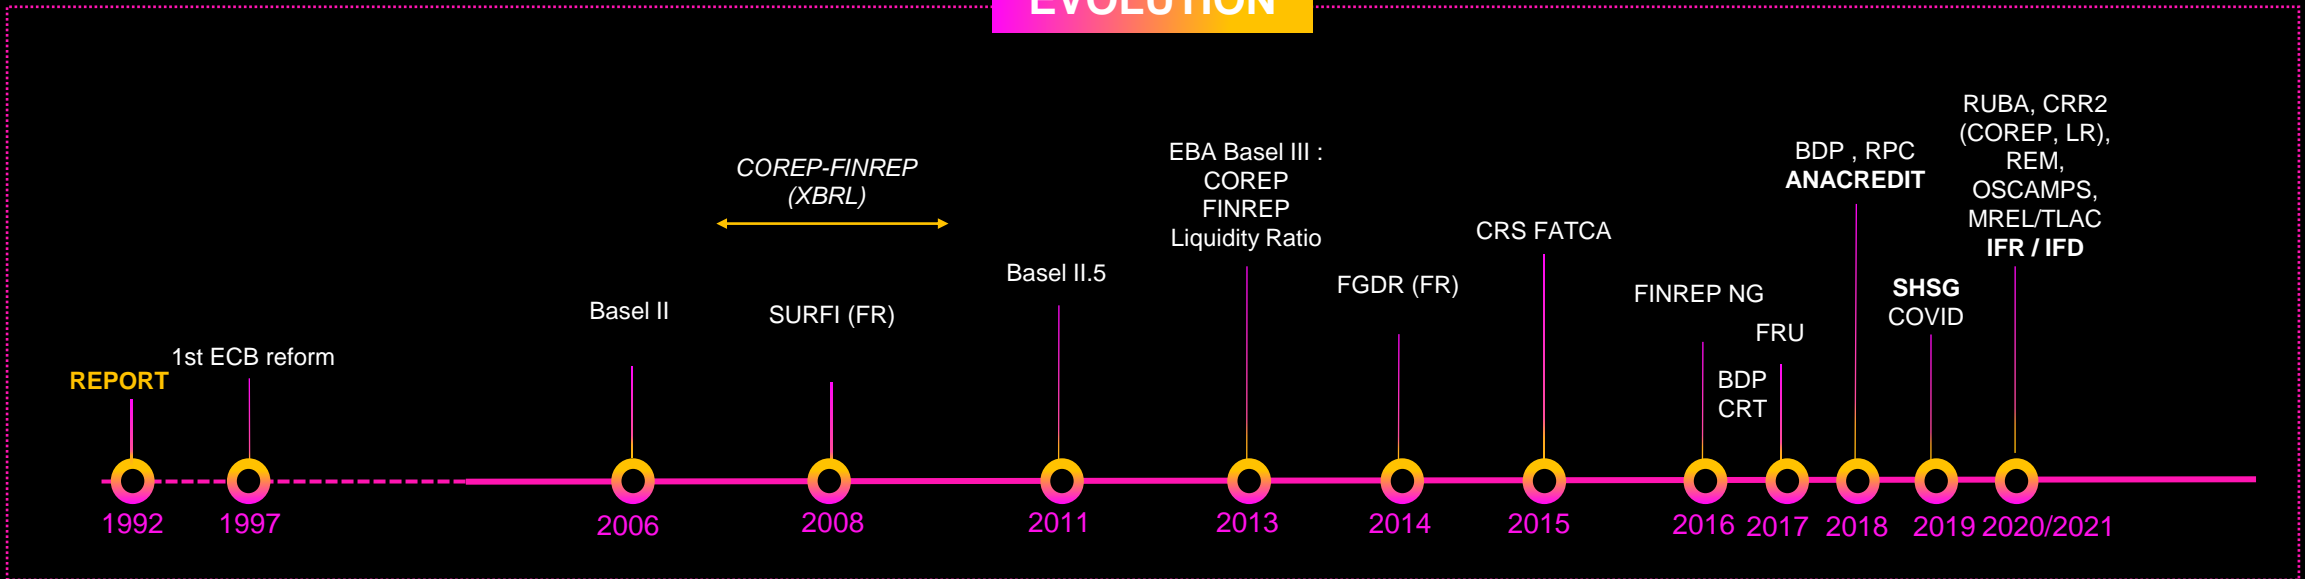 EVOLUTION
REPORT
1st ECB reform
Basel II
COREP-FINREP
(XBRL)
SURFI (FR)
Basel II.5
EBA Basel III :
COREP
FINREP
Liquidity Ratio
FGDR (FR)
CRS FATCA
FINREP NG
BDP
CRT
FRU
BDP , RPC
ANACREDIT
SHSG
COVID
RUBA, CRR2
(COREP, LR),
REM,
OSCAMPS,
MREL/TLAC
IFR / IFD
1992
1997
2006
2008
2011
2013
2014
2015
2016
2017
2018
2019
2020/2021